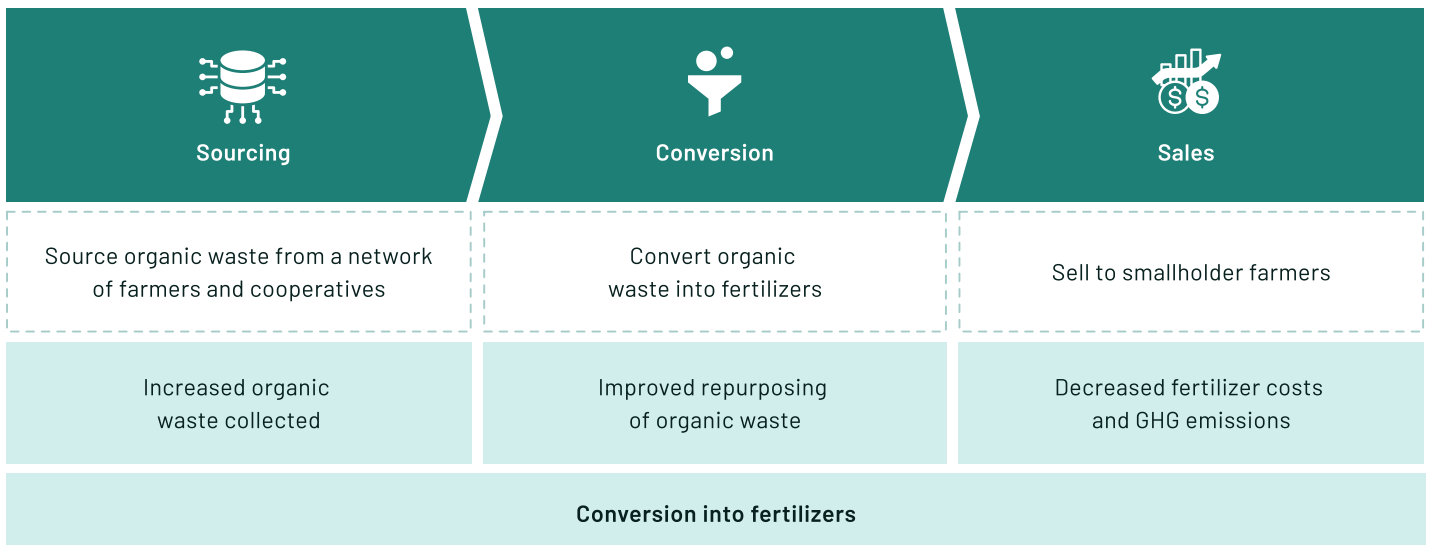 Sourcing
Conversion
Sales
Source organic waste from a network
of farmers and cooperatives
Convert organic
waste into fertilizers
Sell to smallholder farmers
Increased organic
waste collected
Improved repurposing
of organic waste
Decreased fertilizer costs
and GHG emissions
Conversion into fertilizers